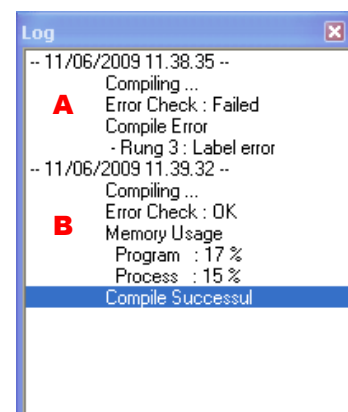 Log
-- 11/06/2009 11.38.35 --
Compiling ...
A
Error Check : Failed
Compile Error
- Rung 3 : Label error
-- 11/06/2009 11.39.32 --
Compiling ...
Error Check : OK
B
Memory Usage
Program : 17 %
Process : 15 %
Compile Successul